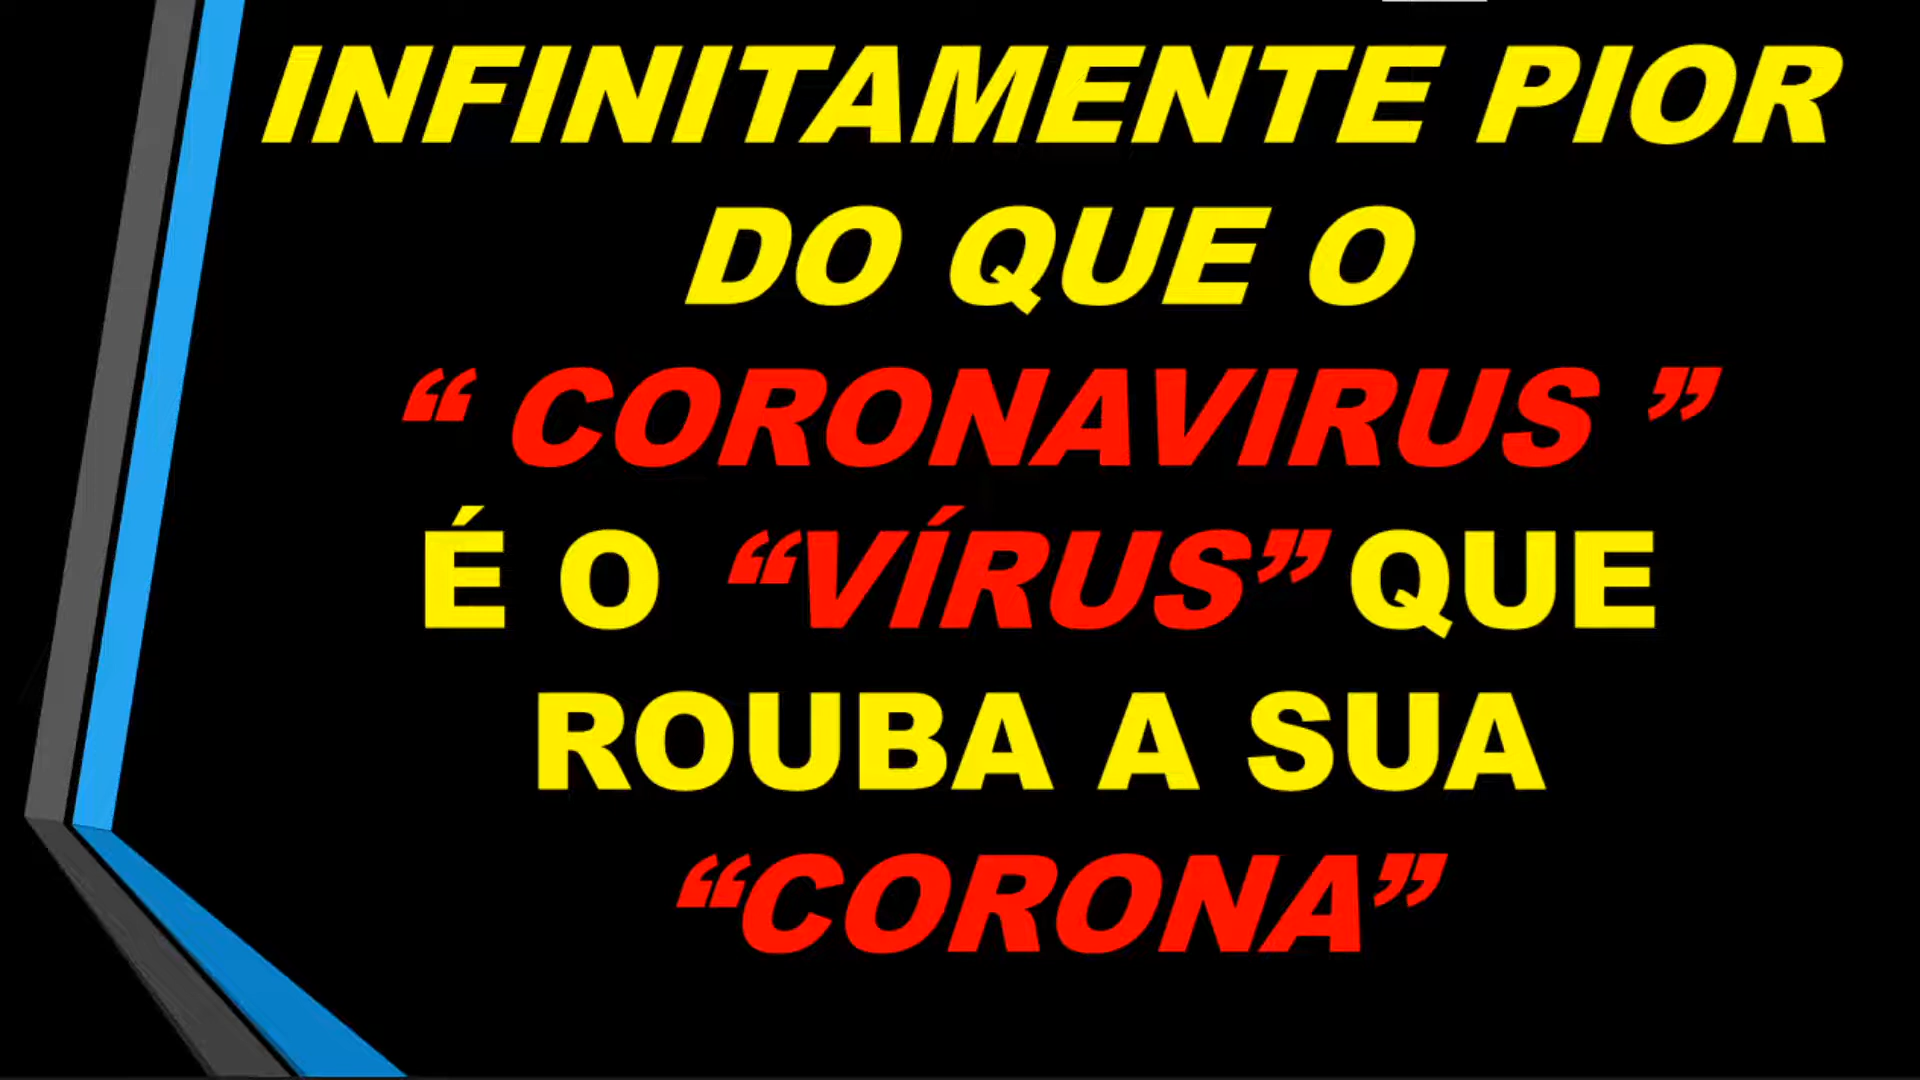 INFINITAMENTE PIOR
DO QUE O
“ CORONAVIRUS ”
É O “VÍRUS” QUE
ROUBA A SUA
“CORONA”